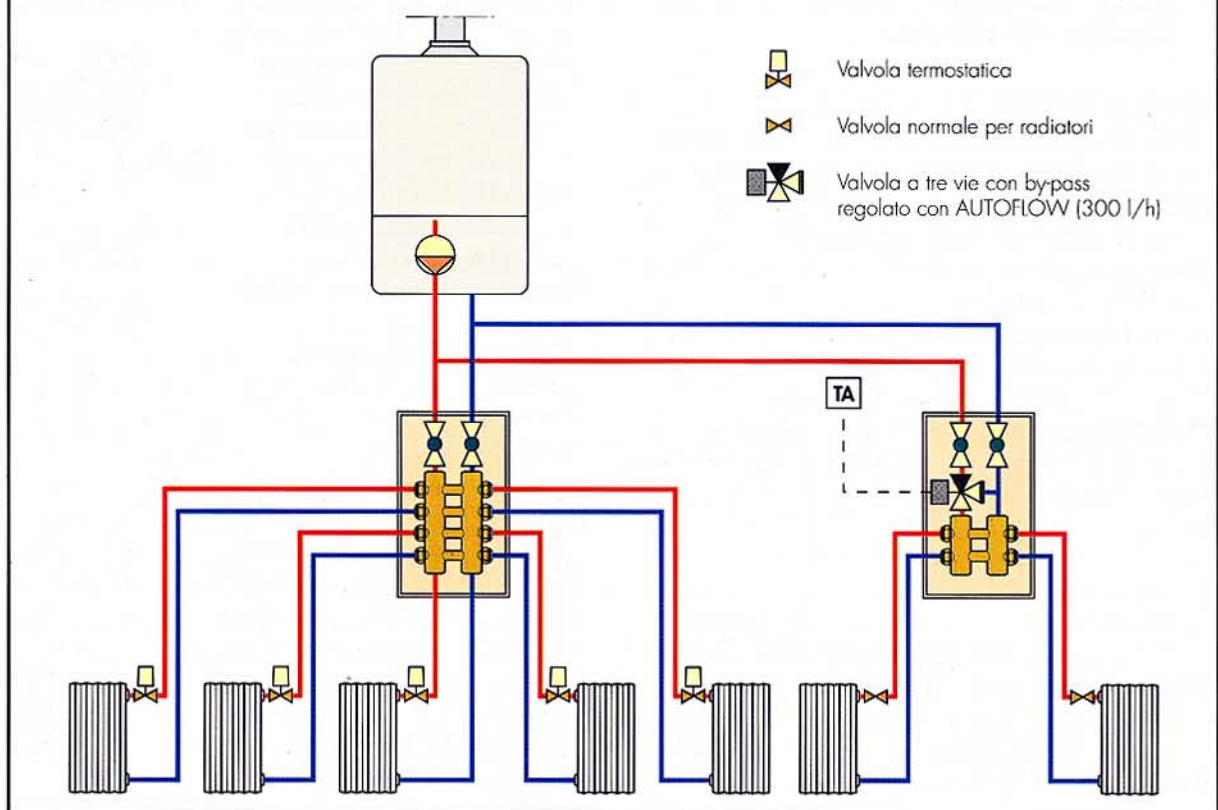 Valvola termostatica
Valvola normale per radiatori
Valvola a tre vie con by-pass
regolato con AUTOFLOW (300 l/h)
TA